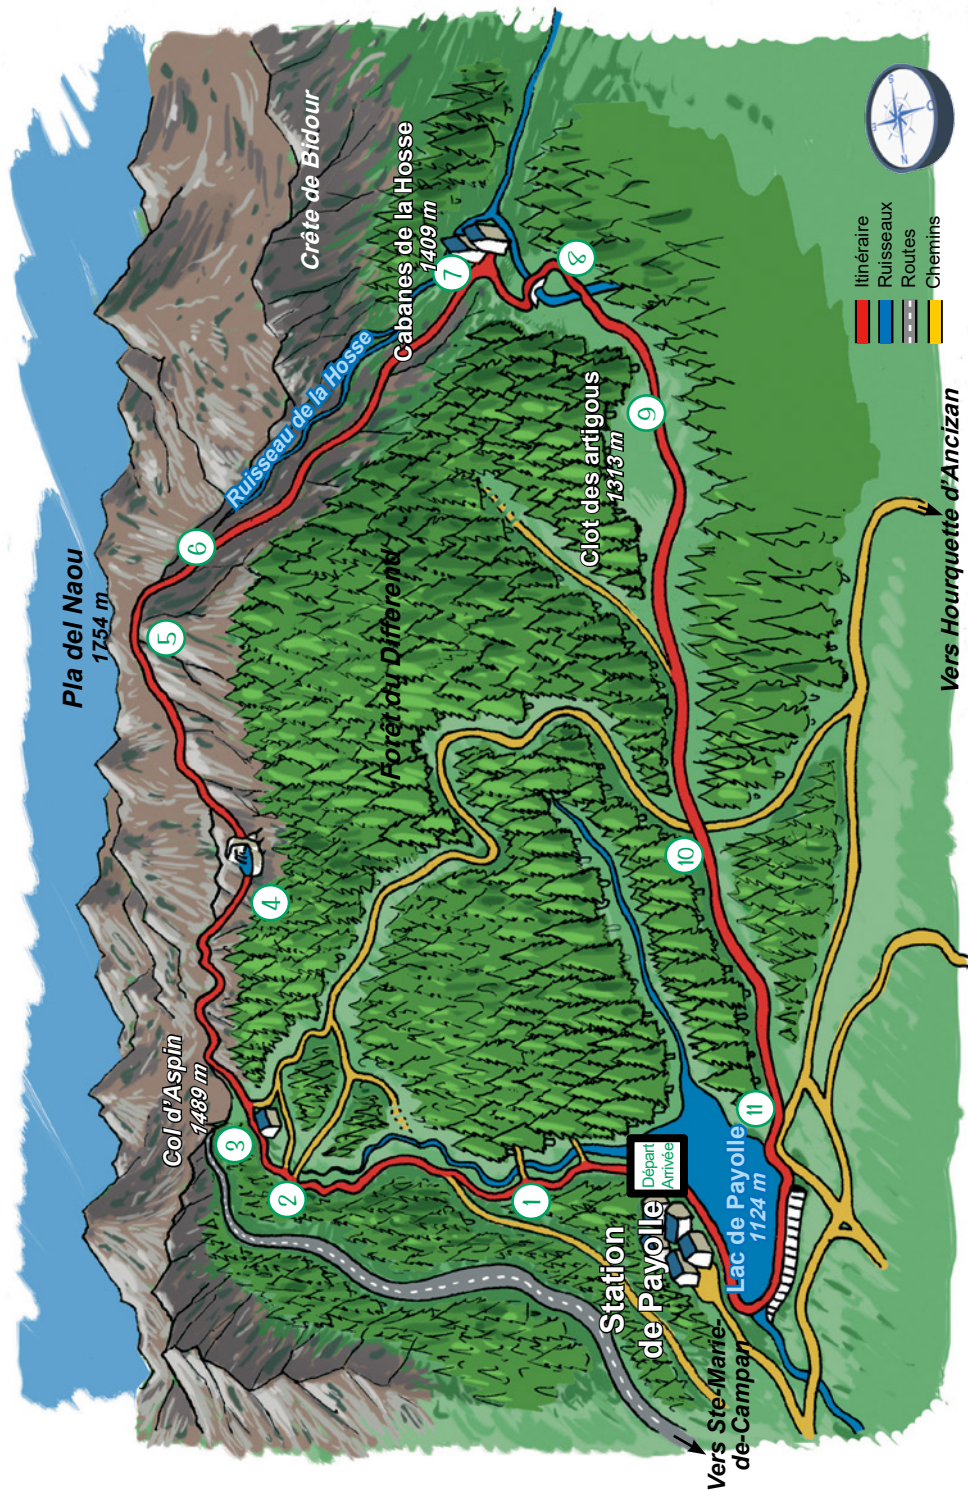 Pla del Naou
1754 m
Crête de Bidour
Ruisseau de la Hosse
Cabanes de la Hosse
1409 m
Col d'Aspin
1489 m
Forêt du Différend
Clot des artigous
1313 m
Station
de Payolle
Départ
Arrivée
Lac de Payolle
1124 m
Vers Ste-Marie-
de-Campan
Vers Hourquette d'Ancizan
1
2
3
4
5
6
7
8
9
10
11
Itinéraire
Ruisseaux
Routes
Chemins
N
S
E
O